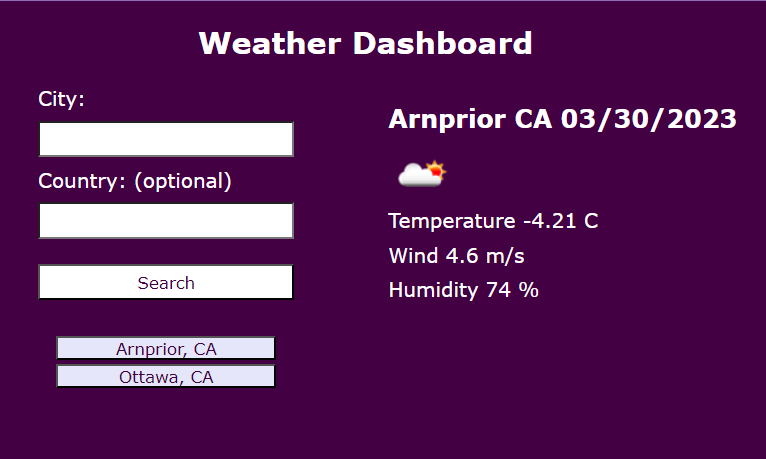 Weather Dashboard
City:
Country: (optional)
Search
Arnprior, CA
Ottawa, CA
Arnprior CA 03/30/2023
Temperature -4.21 C
Wind 4.6 m/s
Humidity 74 %